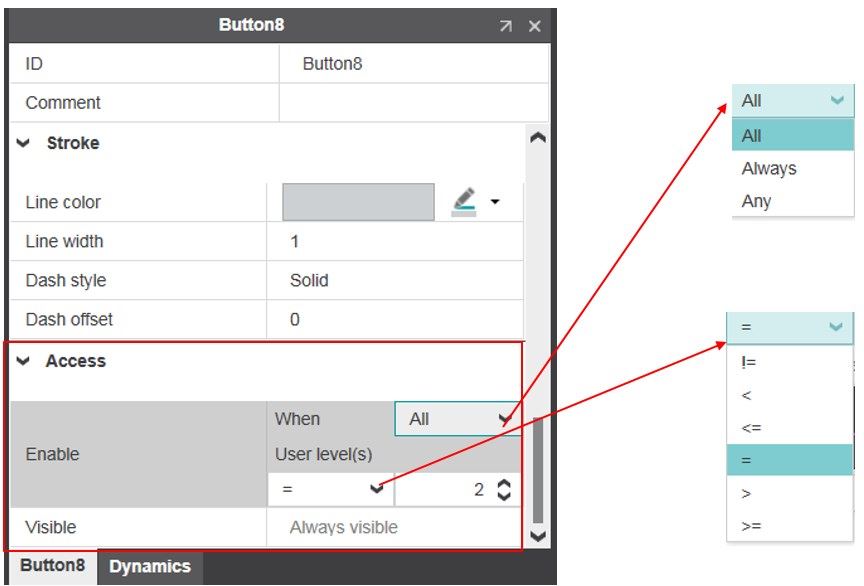 Button8
ID Button8
Comment
Stroke
Line color
Line width 1
Dash style Solid
Dash offset 0
Access
Enable
When All
User level(s)
= 2
Visible Always visible
Button8 Dynamics
All
All
Always
Any
=
!=
<
<=
=
>
>=